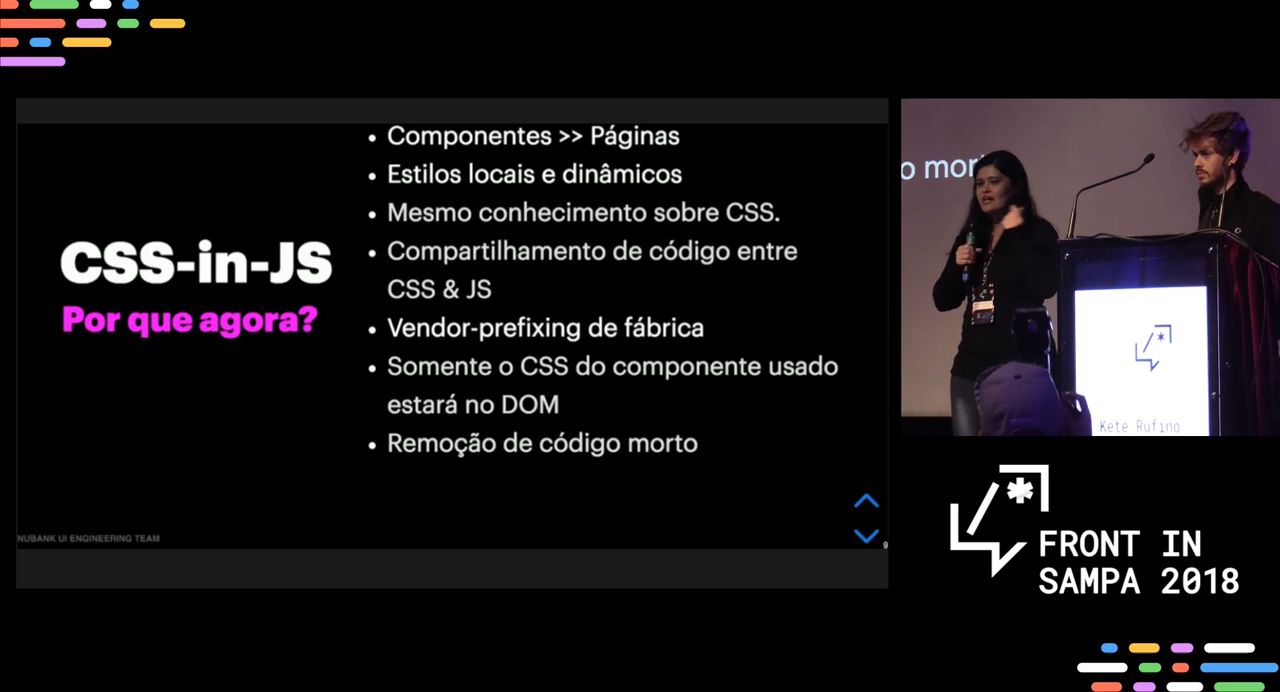 CSS-in-JS
Por que agora?
Componentes >> Páginas
Estilos locais e dinâmicos
Mesmo conhecimento sobre CSS.
Compartilhamento de código entre
CSS & JS
Vendor-prefixing de fábrica
Somente o CSS do componente usado
estará no DOM
Remoção de código morto
NUBANK UI ENGINEERING TEAM
9
o mor
Kete Rufino
FRONT IN
SAMPA 2018